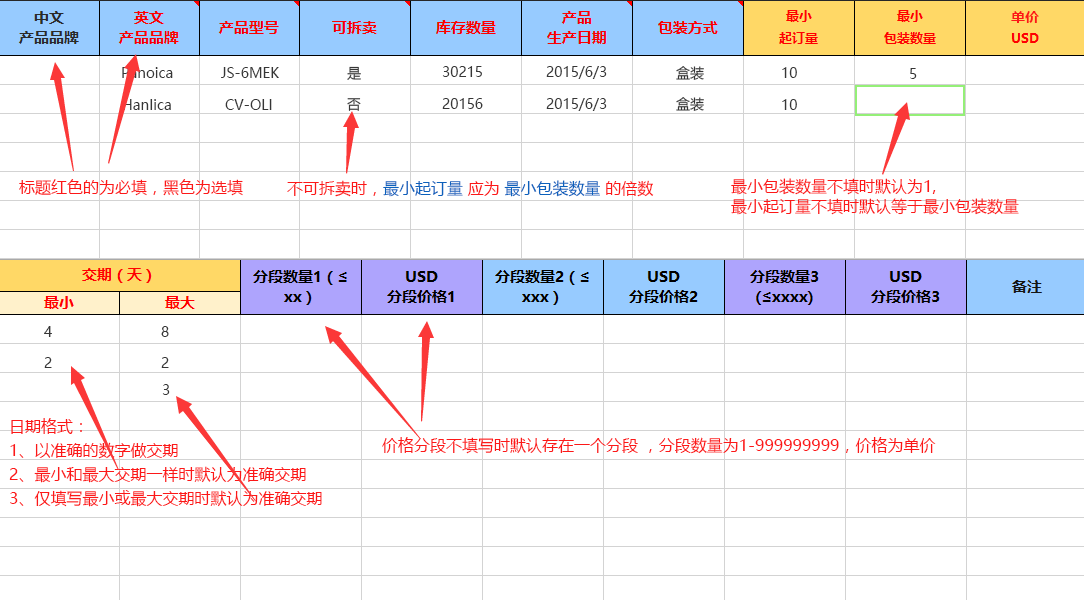 中文
产品品牌
英文
产品品牌
产品型号
可拆卖
库存数量
产品
生产日期
包装方式
最小
起订量
最小
包装数量
单价
USD
JS-6MEK 是 30215 2015/6/3 盒装 10 5
Hanlica CV-OLI 否 20156 2015/6/3 盒装 10
标题红色的为必填，黑色为选填
不可拆卖时，最小起订量 应为 最小包装数量 的倍数
最小包装数量不填时默认为1,
最小起订量不填时默认等于最小包装数量
交期（天）
最小 最大
分段数量1（≤
xx）
USD
分段价格1
分段数量2（≤
xxx）
USD
分段价格2
分段数量3
(≤xxxx)
USD
分段价格3
备注
4 8
2 2
3
日期格式：
1、以准确的数字做交期
2、最小和最大交期一样时默认为准确交期
3、仅填写最小或最大交期时默认为准确交期
价格分段不填写时默认存在一个分段 ，分段数量为1-999999999，价格为单价